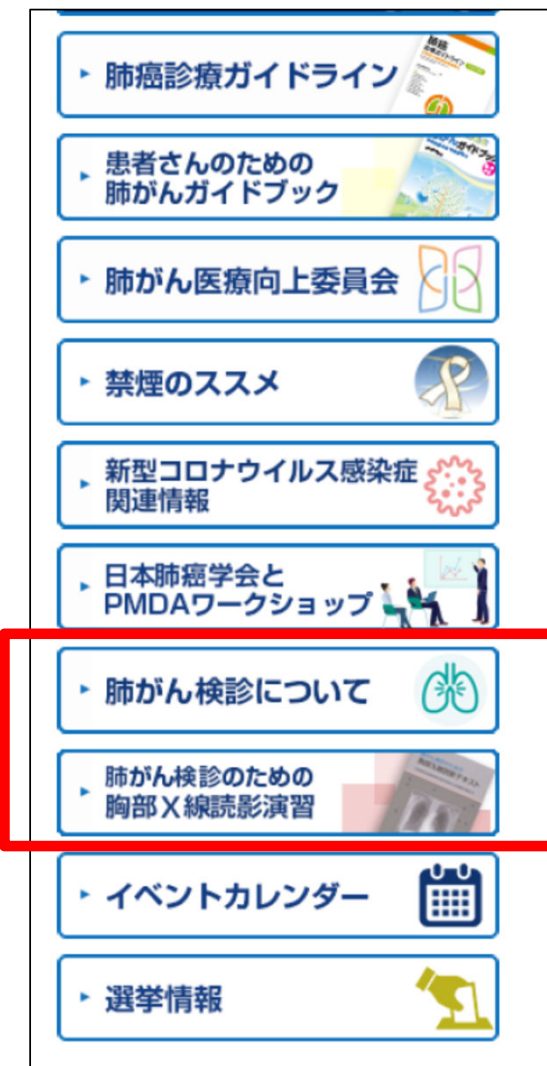 肺癌診療ガイドライン
患者さんのための
肺がんガイドブック
肺がん医療向上委員会
禁煙のススメ
新型コロナウイルス感染症
関連情報
日本肺癌学会と
PMDAワークショップ
肺がん検診について
肺がん検診のための
胸部X線読影演習
イベントカレンダー
選挙情報